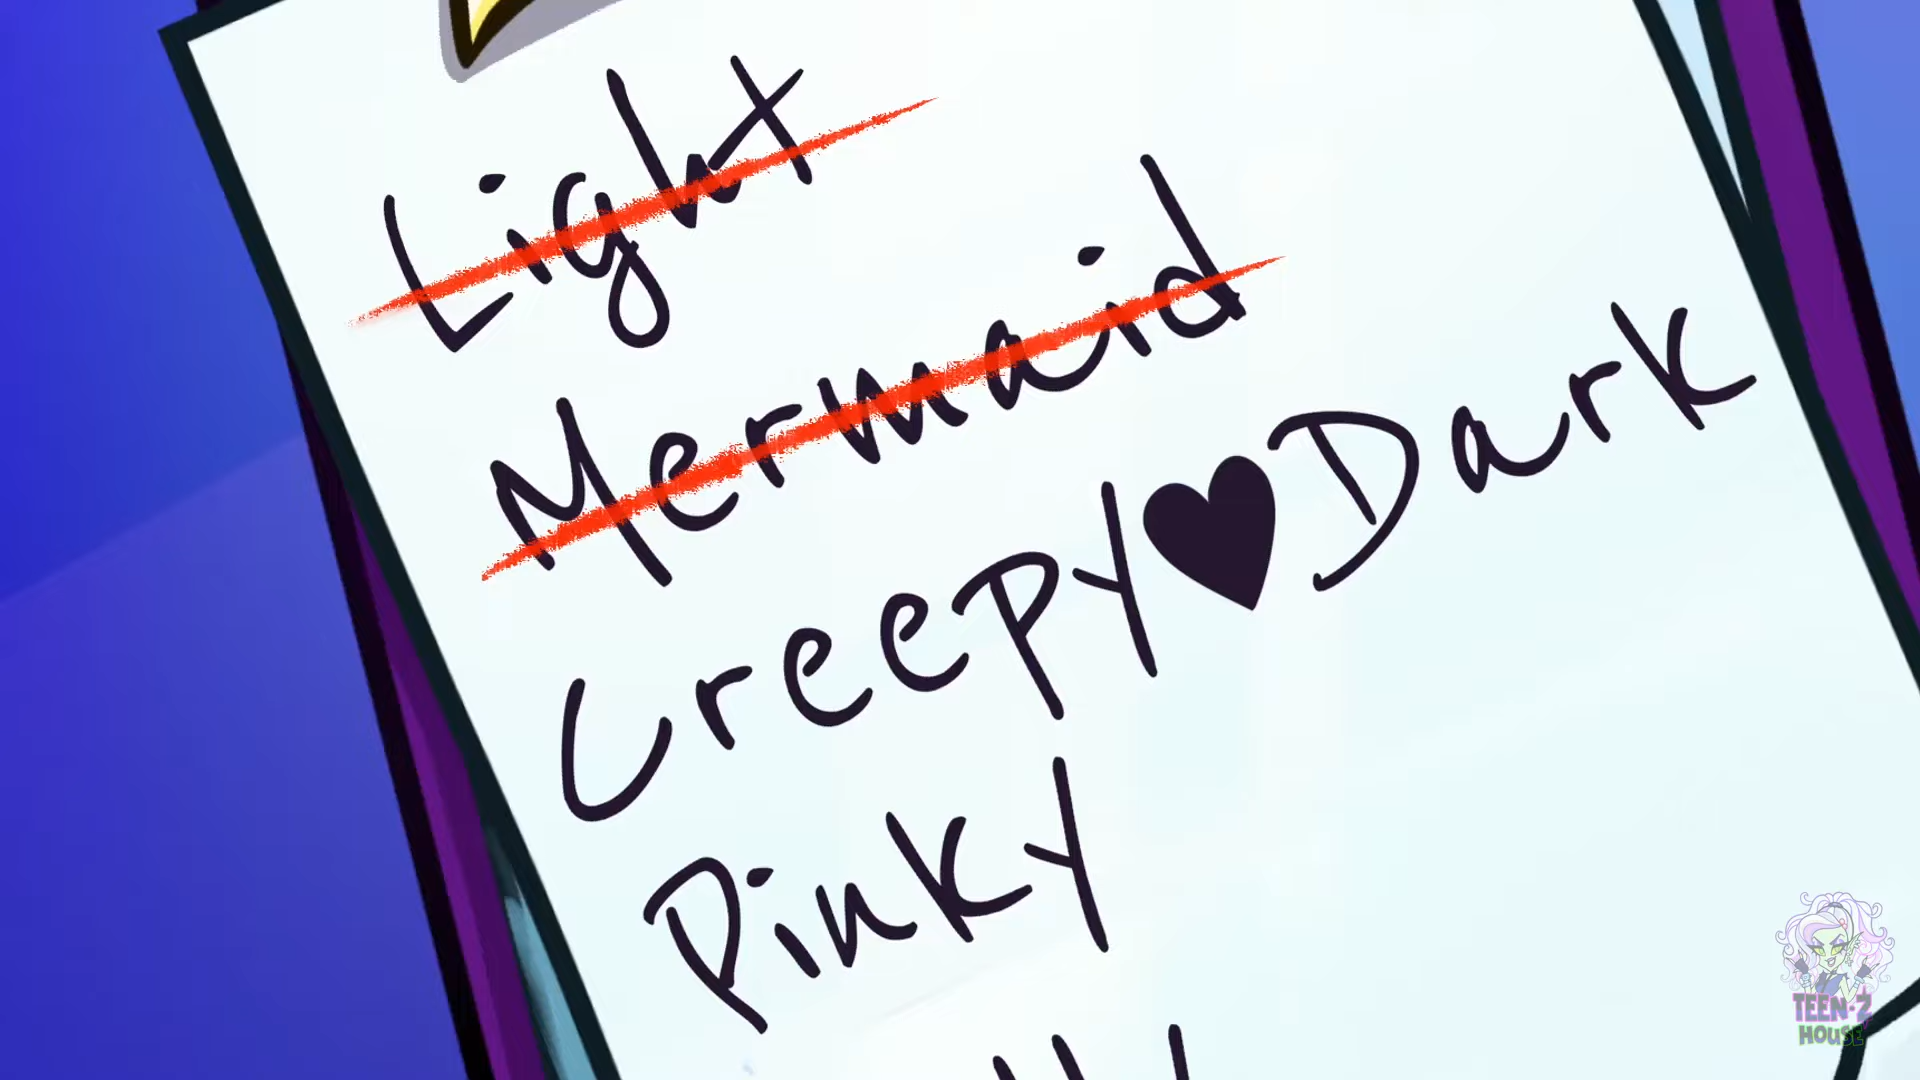 Light
Mermaid
Creepy♥Dark
Pinky
TEEN-Z
HOUSE